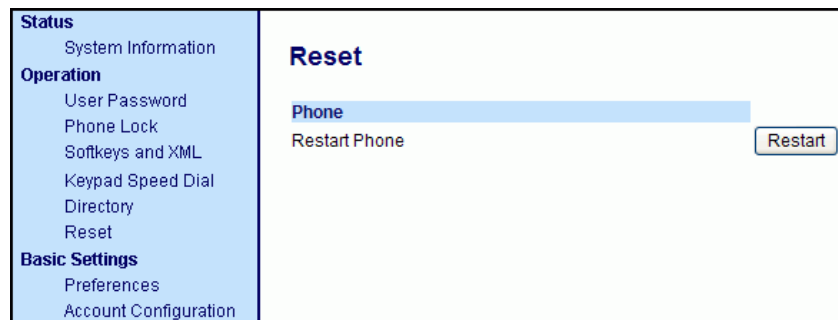 Status
System Information
Operation
User Password
Phone Lock
Softkeys and XML
Keypad Speed Dial
Directory
Reset
Basic Settings
Preferences
Account Configuration
Reset
Phone
Restart Phone
Restart